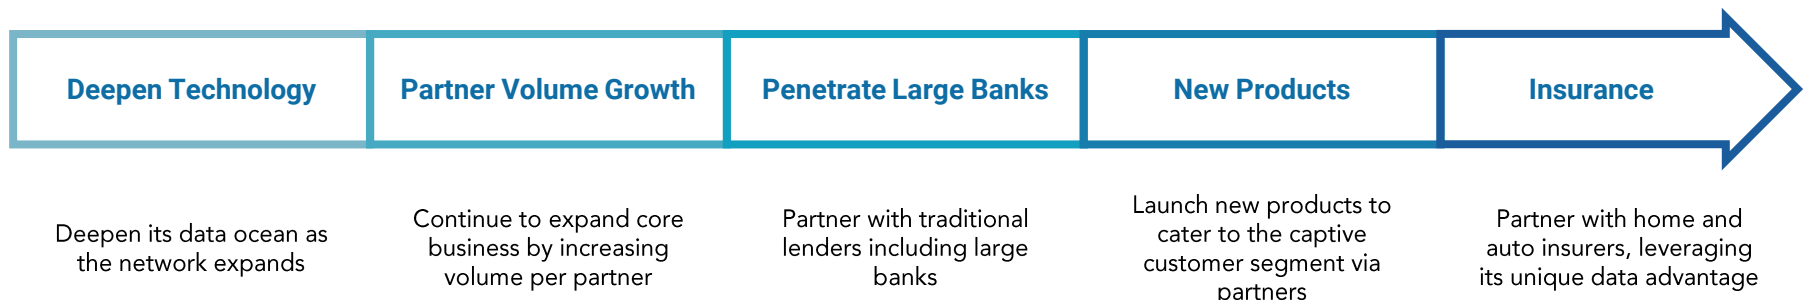 Deepen Technology
Partner Volume Growth
Penetrate Large Banks
New Products
Insurance
Deepen its data ocean as
the network expands
Continue to expand core
business by increasing
volume per partner
Partner with traditional
lenders including large
banks
Launch new products to
cater to the captive
customer segment via
partners
Partner with home and
auto insurers, leveraging
its unique data advantage